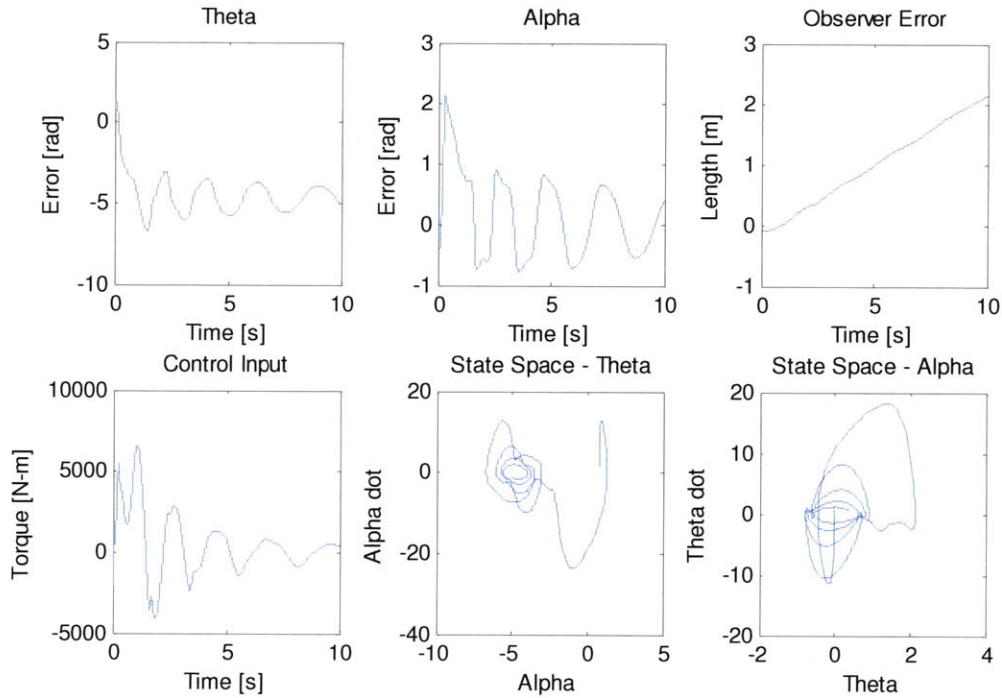 Theta
Alpha
Observer Error
5
0
-5
-10
Error [rad]
0
5
10
Time [s]
3
2
1
0
-1
Error [rad]
0
5
10
Time [s]
3
2
1
0
-1
Length [m]
0
5
10
Time [s]
Control Input
State Space - Theta
State Space - Alpha
10000
5000
0
-5000
Torque [N-m]
0
5
10
Time [s]
20
0
-20
-40
Alpha dot
-10
-5
0
5
Alpha
20
10
0
-10
-20
Theta dot
-2
0
2
4
Theta